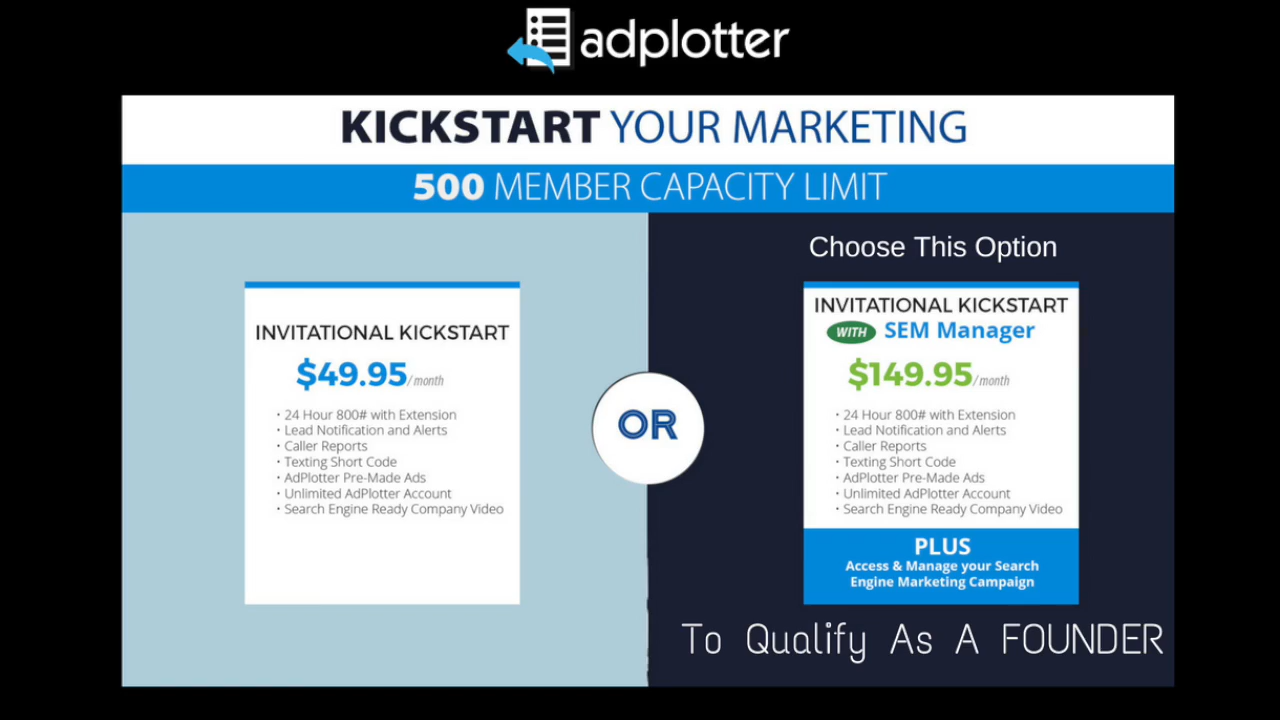 adplotter
KICKSTART YOUR MARKETING
500 MEMBER CAPACITY LIMIT
INVITATIONAL KICKSTART
$49.95/month
• 24 Hour 800# with Extension
• Lead Notification and Alerts
• Caller Reports
• Texting Short Code
• AdPlotter Pre-Made Ads
• Unlimited AdPlotter Account
• Search Engine Ready Company Video
OR
Choose This Option
INVITATIONAL KICKSTART
WITH SEM Manager
$149.95/month
• 24 Hour 800# with Extension
• Lead Notification and Alerts
• Caller Reports
• Texting Short Code
• AdPlotter Pre-Made Ads
• Unlimited AdPlotter Account
• Search Engine Ready Company Video
PLUS
Access & Manage your Search
Engine Marketing Campaign
To Qualify As A FOUNDER